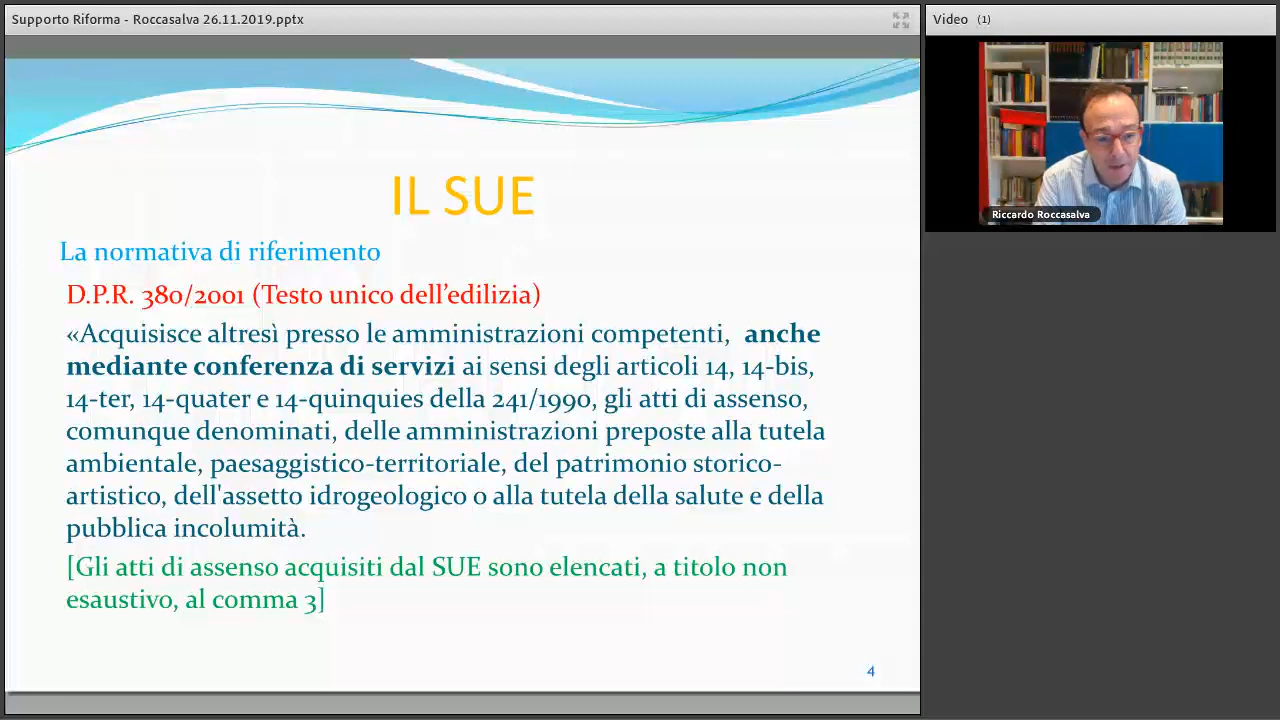 Supporto Riforma - Roccasalva 26.11.2019.pptx
Video (1)
Riccardo Roccasalva
IL SUE
La normativa di riferimento
D.P.R. 380/2001 (Testo unico dell’edilizia)
«Acquisisce altresì presso le amministrazioni competenti, anche
mediante conferenza di servizi ai sensi degli articoli 14, 14-bis,
14-ter, 14-quater e 14-quinquies della 241/1990, gli atti di assenso,
comunque denominati, delle amministrazioni preposte alla tutela
ambientale, paesaggistico-territoriale, del patrimonio storico-
artistico, dell'assetto idrogeologico o alla tutela della salute e della
pubblica incolumità.
[Gli atti di assenso acquisiti dal SUE sono elencati, a titolo non
esaustivo, al comma 3]
4